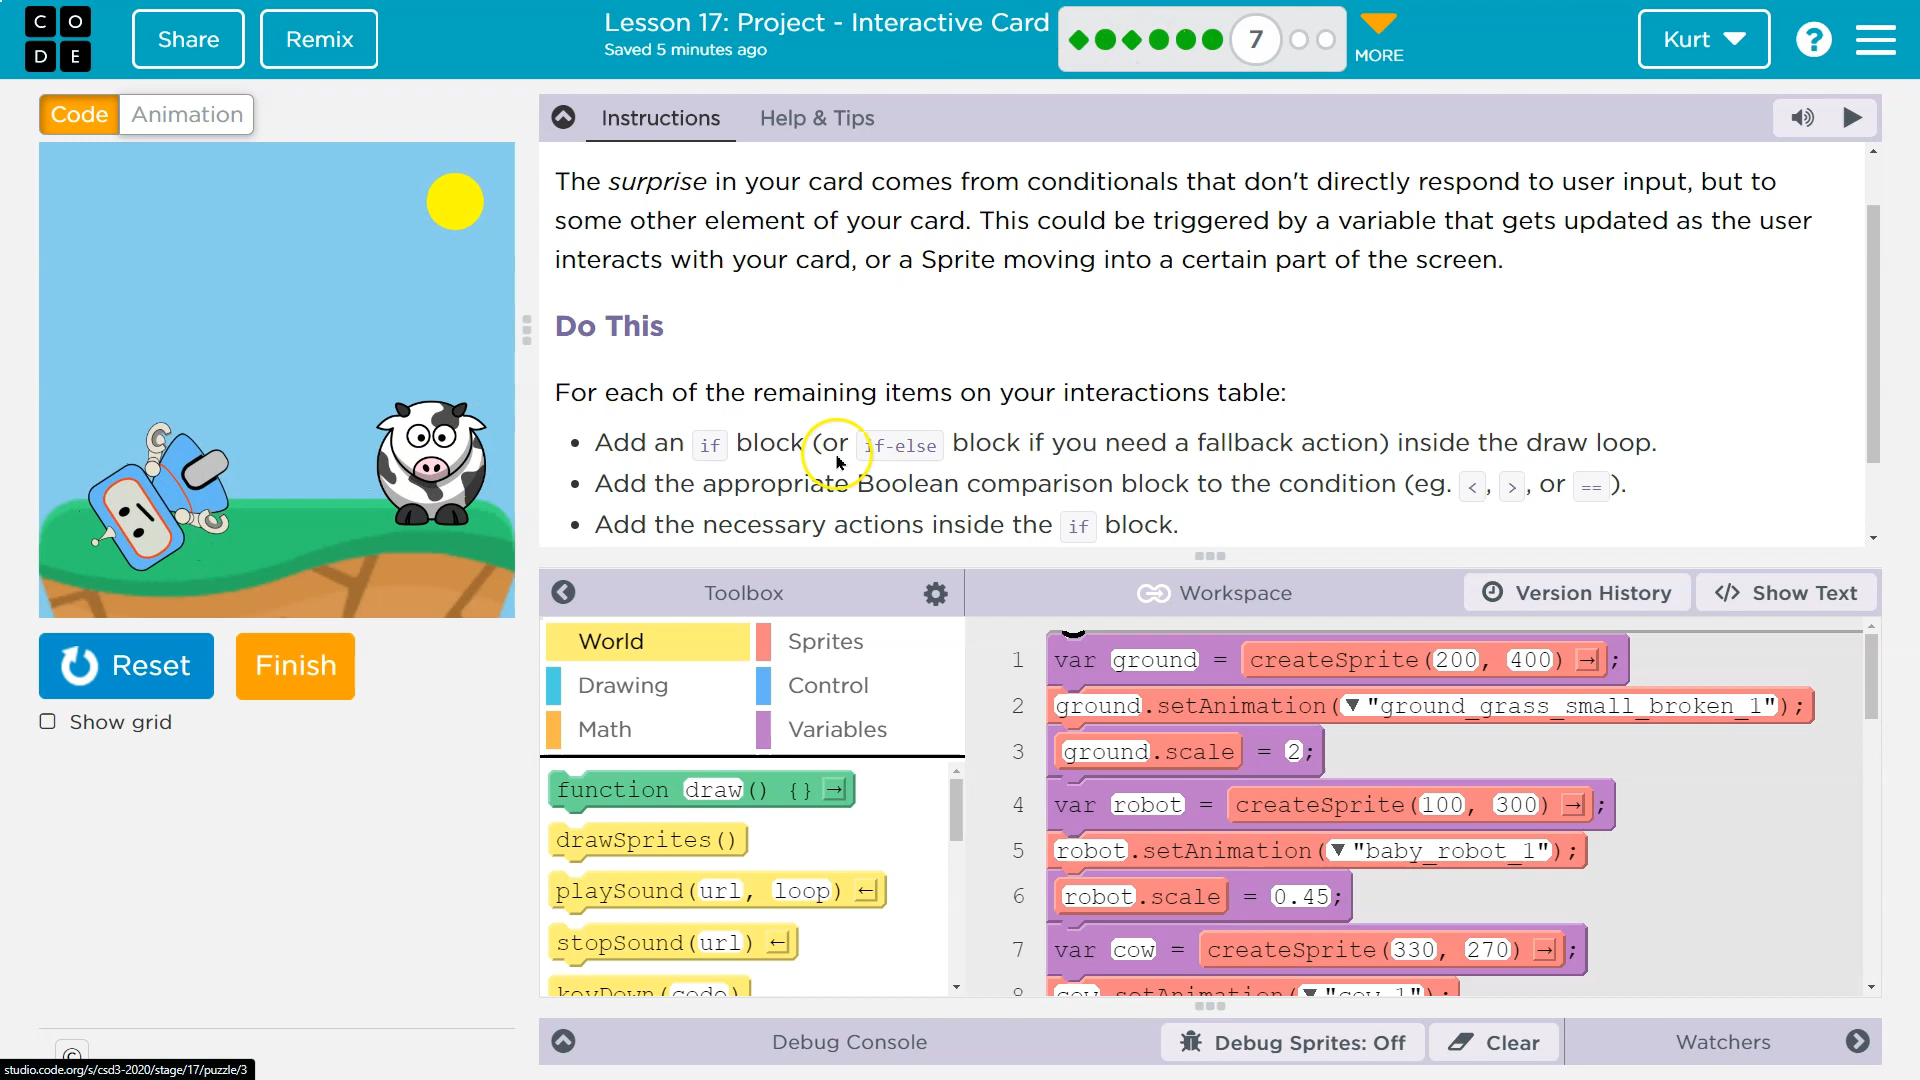 C O
D E
Share
Remix
Lesson 17: Project - Interactive Card
Saved 5 minutes ago
7
MORE
Kurt
?
Code
Animation
Instructions
Help & Tips
The surprise in your card comes from conditionals that don't directly respond to user input, but to
some other element of your card. This could be triggered by a variable that gets updated as the user
interacts with your card, or a Sprite moving into a certain part of the screen.
Do This
For each of the remaining items on your interactions table:
• Add an if block (or if-else block if you need a fallback action) inside the draw loop.
• Add the appropriate Boolean comparison block to the condition (eg. <, >, or ==).
• Add the necessary actions inside the if block.
Reset
Finish
Show grid
Toolbox
Workspace
Version History
</> Show Text
World
Sprites
Drawing
Control
Math
Variables
function draw() {} →
drawSprites()
playSound(url, loop) ←
stopSound(url) ←
keyDown(code)
1 var ground = createSprite(200, 400) → ;
2 ground.setAnimation(▼"ground_grass_small_broken_1");
3 ground.scale = 2;
4 var robot = createSprite(100, 300) → ;
5 robot.setAnimation(▼"baby_robot_1");
6 robot.scale = 0.45;
7 var cow = createSprite(330, 270) → ;
8 cow.setAnimation(▼"cow_1");
Debug Console
Debug Sprites: Off
Clear
Watchers
©
studio.code.org/s/csd3-2020/stage/17/puzzle/3